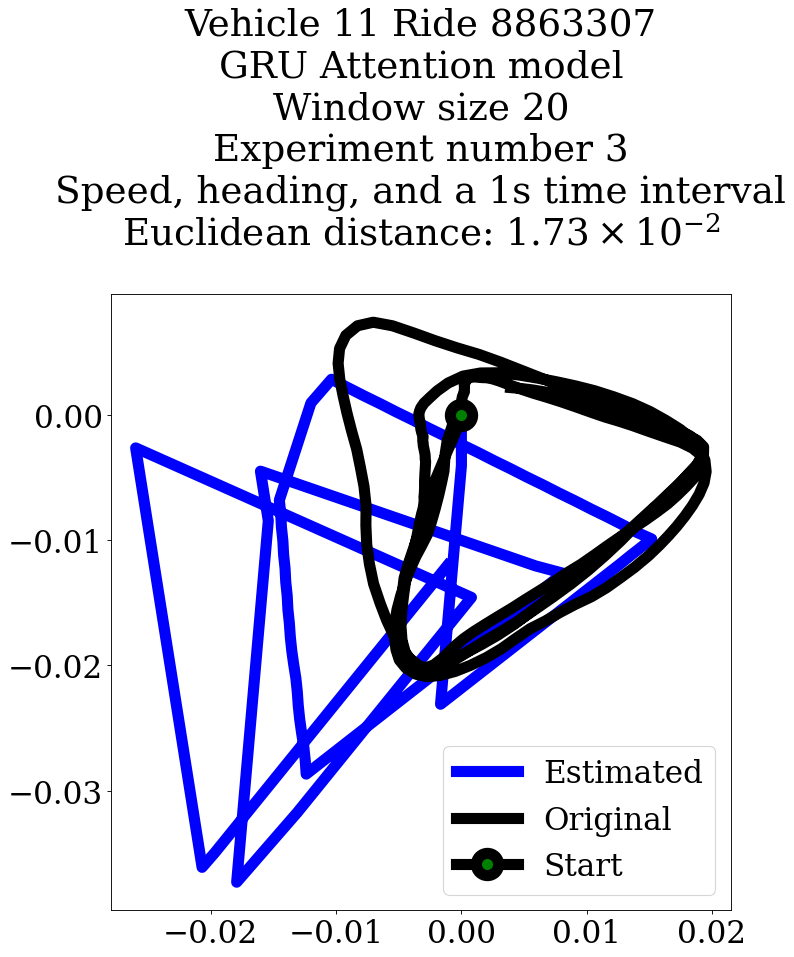 Vehicle 11 Ride 8863307
GRU Attention model
Window size 20
Experiment number 3
Speed, heading, and a 1s time interval
Euclidean distance: 1.73 × 10⁻²
0.00
−0.01
−0.02
−0.03
Estimated
Original
Start
−0.02 −0.01 0.00 0.01 0.02